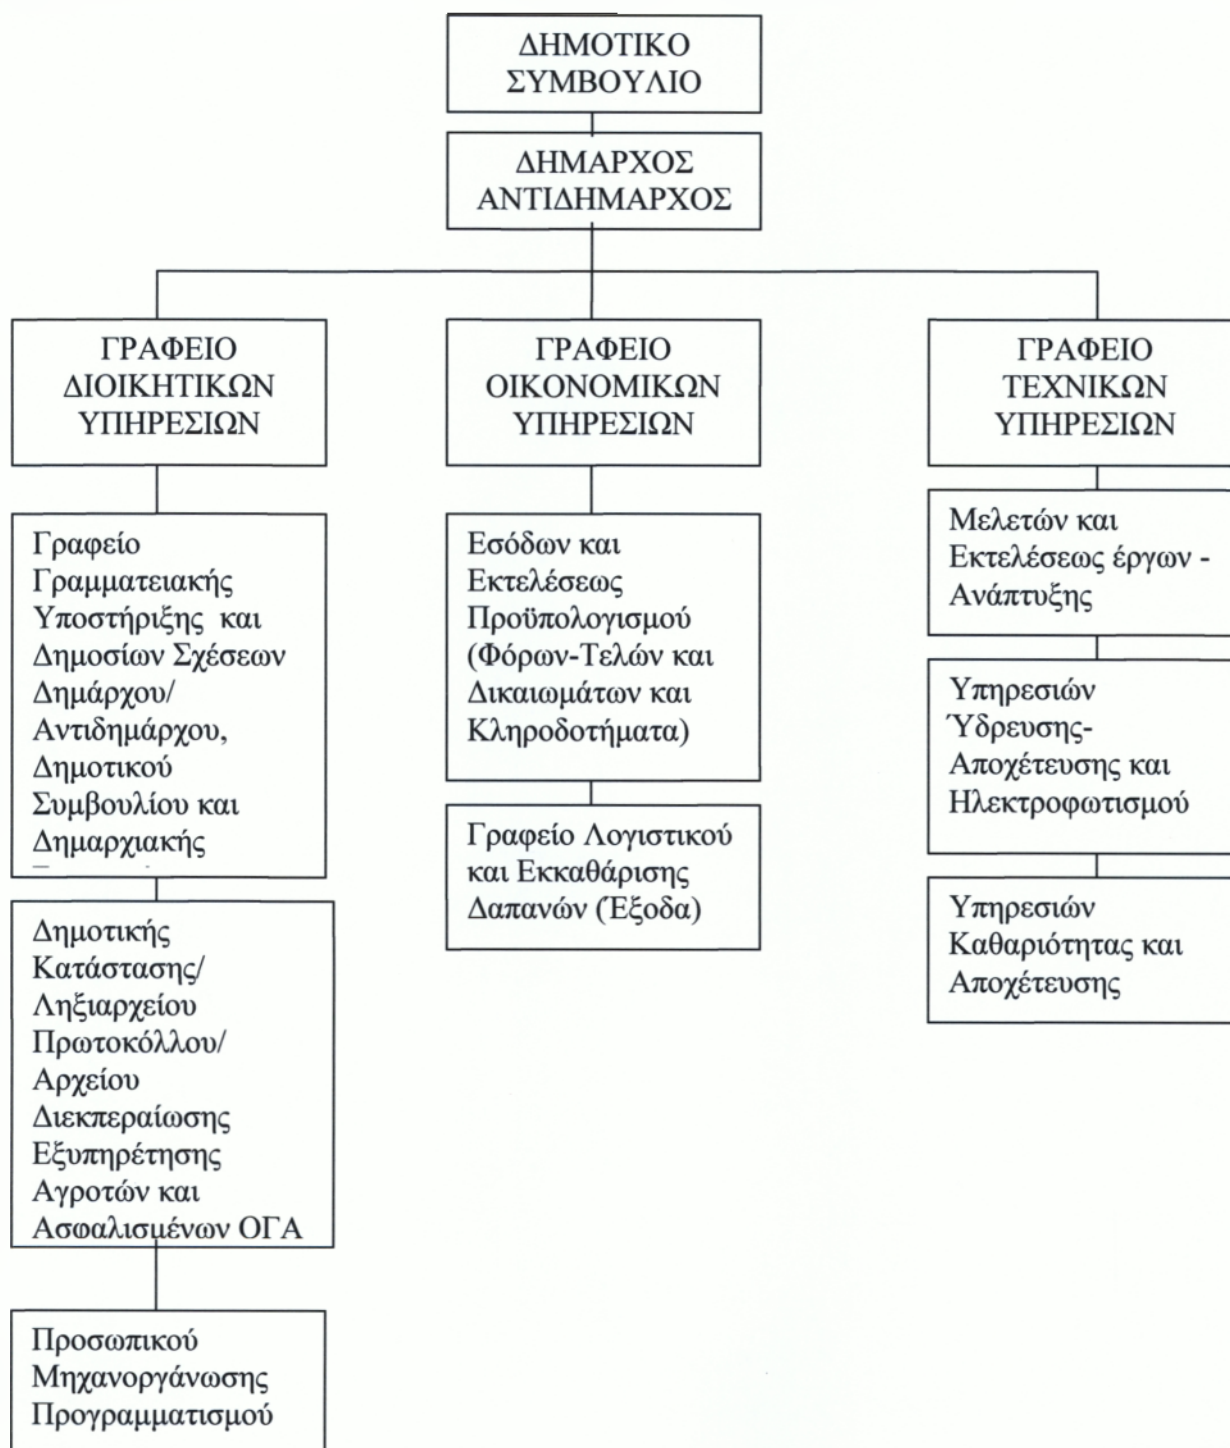 ΔΗΜΟΤΙΚΟ
ΣΥΜΒΟΥΛΙΟ
ΔΗΜΑΡΧΟΣ
ΑΝΤΙΔΗΜΑΡΧΟΣ
ΓΡΑΦΕΙΟ
ΔΙΟΙΚΗΤΙΚΩΝ
ΥΠΗΡΕΣΙΩΝ
ΓΡΑΦΕΙΟ
ΟΙΚΟΝΟΜΙΚΩΝ
ΥΠΗΡΕΣΙΩΝ
ΓΡΑΦΕΙΟ
ΤΕΧΝΙΚΩΝ
ΥΠΗΡΕΣΙΩΝ
Γραφείο
Γραμματειακής
Υποστήριξης και
Δημοσίων Σχέσεων
Δημάρχου/
Αντιδημάρχου,
Δημοτικού
Συμβουλίου και
Δημαρχιακής
Δημοτικής
Κατάστασης/
Ληξιαρχείου
Πρωτοκόλλου/
Αρχείου
Διεκπεραίωσης
Εξυπηρέτησης
Αγροτών και
Ασφαλισμένων ΟΓΑ
Προσωπικού
Μηχανοργάνωσης
Προγραμματισμού
Εσόδων και
Εκτελέσεως
Προϋπολογισμού
(Φόρων-Τελών και
Δικαιωμάτων και
Κληροδοτήματα)
Γραφείο Λογιστικού
και Εκκαθάρισης
Δαπανών (Έξοδα)
Μελετών και
Εκτελέσεως έργων -
Ανάπτυξης
Υπηρεσιών
Ύδρευσης-
Αποχέτευσης και
Ηλεκτροφωτισμού
Υπηρεσιών
Καθαριότητας και
Αποχέτευσης